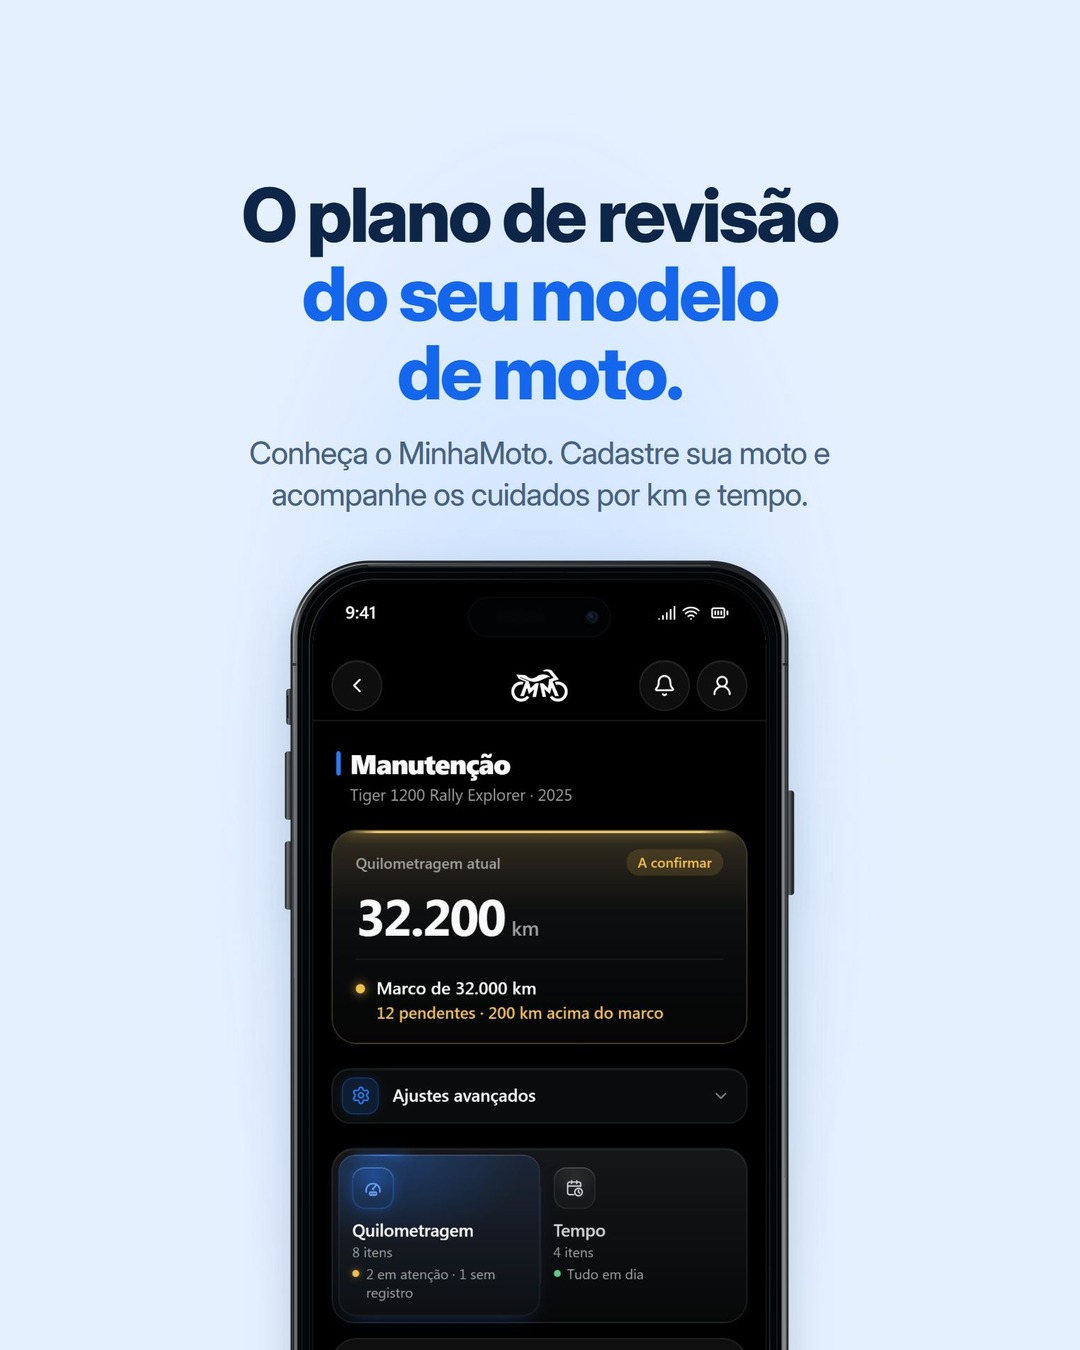 O plano de revisão
do seu modelo
de moto.
Conheça o MinhaMoto. Cadastre sua moto e
acompanhe os cuidados por km e tempo.
9:41
MM
Manutenção
Tiger 1200 Rally Explorer · 2025
Quilometragem atual
A confirmar
32.200 km
Marco de 32.000 km
12 pendentes · 200 km acima do marco
Ajustes avançados
Quilometragem
8 itens
2 em atenção · 1 sem
registro
Tempo
4 itens
Tudo em dia